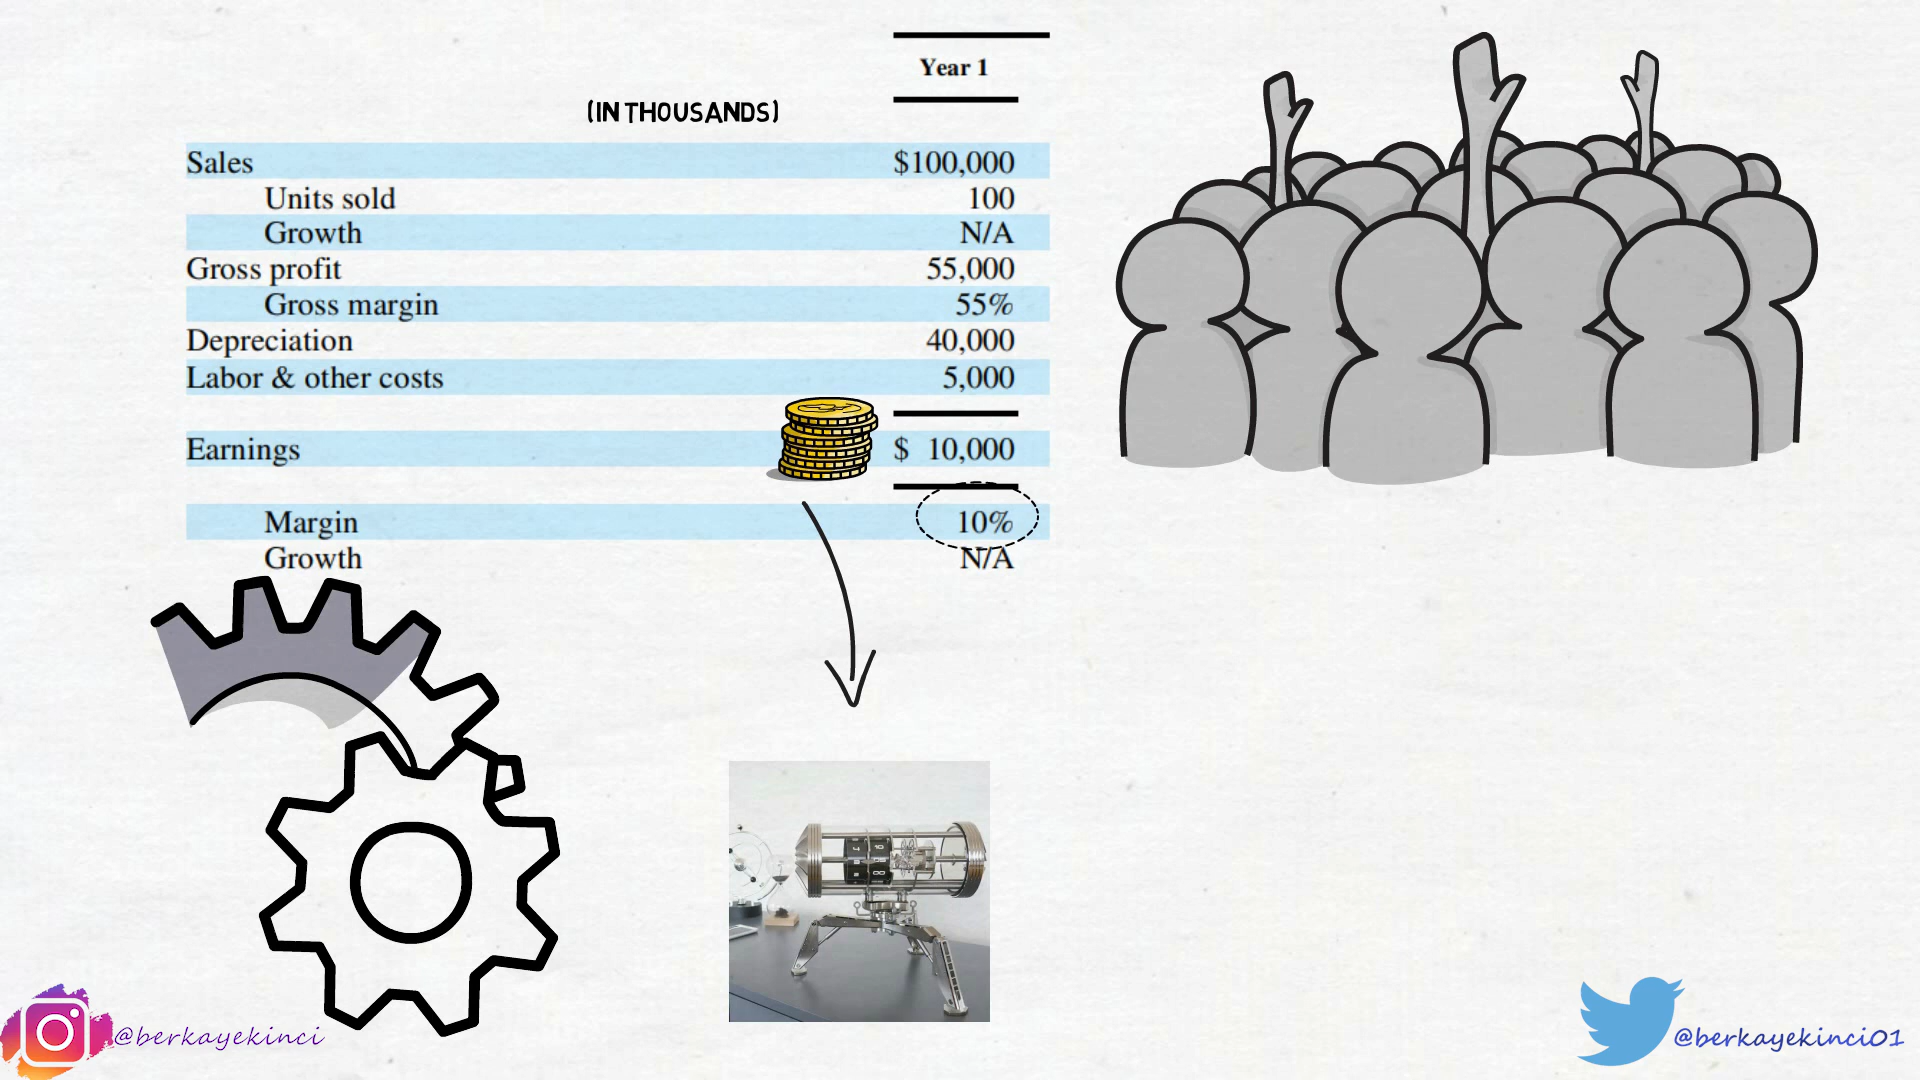 Year 1
(IN THOUSANDS)
Sales $100,000
Units sold 100
Growth N/A
Gross profit 55,000
Gross margin 55%
Depreciation 40,000
Labor & other costs 5,000
Earnings $ 10,000
Margin 10%
Growth N/A
@berkayekinci
@berkayekinci01